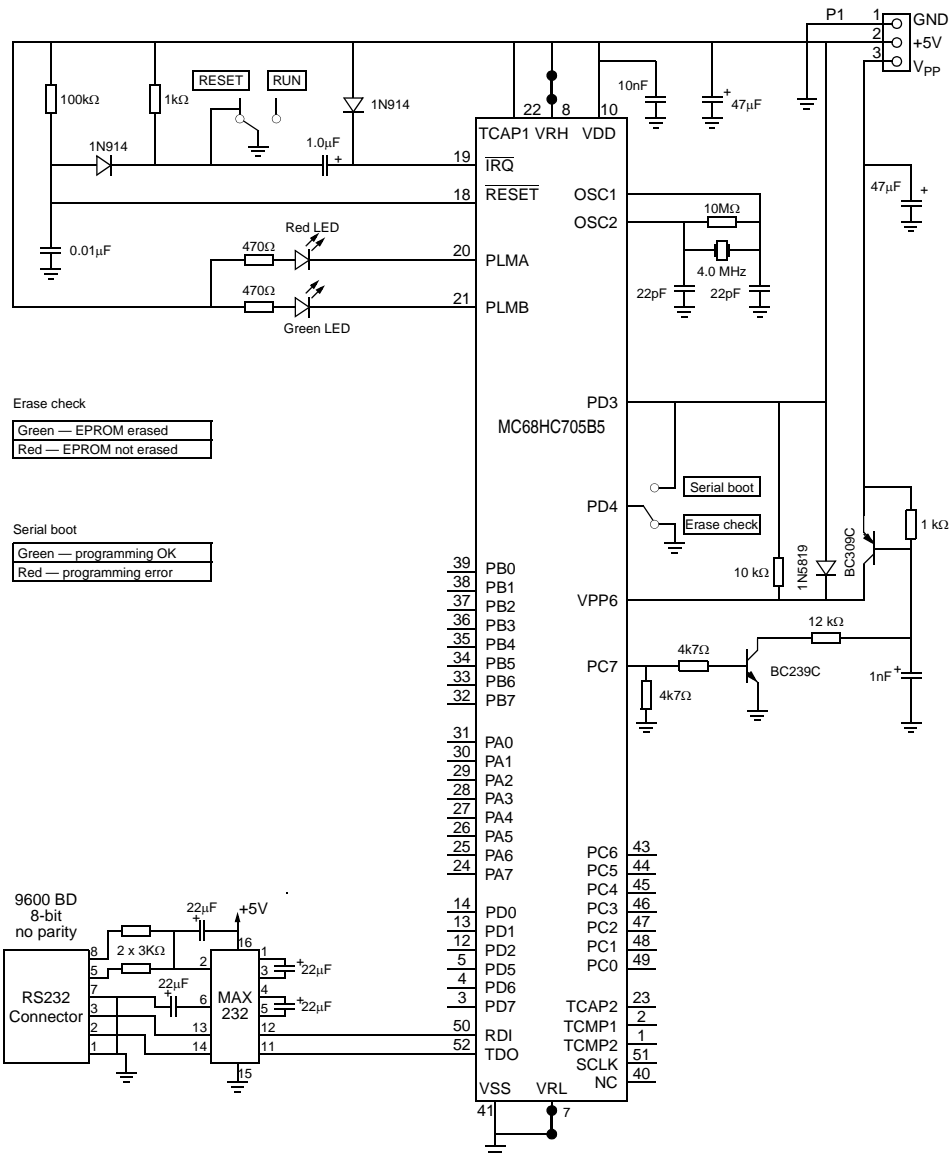 P1
1 GND
2 +5V
3 VPP
100kΩ
1kΩ
RESET
RUN
1N914
10nF
47µF
+
22 8 10
TCAP1 VRH VDD
1N914
1.0µF
+
19 IRQ
18 RESET
OSC1
OSC2
10MΩ
4.0 MHz
22pF 22pF
47µF
+
0.01µF
Red LED
470Ω
20 PLMA
470Ω
21 PLMB
Green LED
PD3
MC68HC705B5
Erase check
Green — EPROM erased
Red — EPROM not erased
Serial boot
PD4
Erase check
1 kΩ
BC309C
1N5819
10 kΩ
Serial boot
Green — programming OK
Red — programming error
VPP6
12 kΩ
PC7
4k7Ω
BC239C
4k7Ω
1nF
+
39 PB0
38 PB1
37 PB2
36 PB3
35 PB4
34 PB5
33 PB6
32 PB7
31 PA0
30 PA1
29 PA2
28 PA3
27 PA4
26 PA5
25 PA6
24 PA7
PC6 43
PC5 44
PC4 45
PC3 46
PC2 47
PC1 48
PC0 49
14 PD0
13 PD1
12 PD2
5 PD5
4 PD6
3 PD7
50 RDI
52 TDO
TCAP2 23
TCMP1 2
TCMP2 1
SCLK 51
NC 40
VSS VRL
41 7
9600 BD
8-bit
no parity
22µF
+
+5V
2 x 3KΩ
22µF
+
RS232
Connector
8
5
7
3
2
1
MAX
232
16
2
6
13
14
1
3
4
5
12
11
15
+
22µF
+
22µF